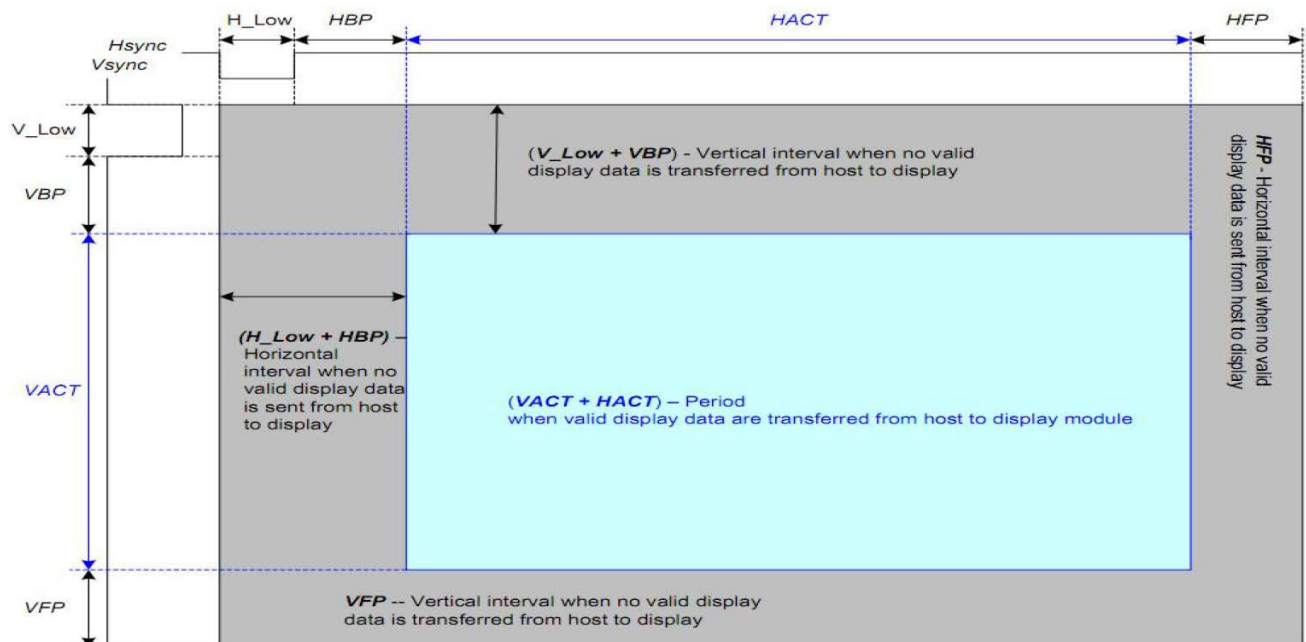 H_Low
HBP
HACT
HFP
Hsync
Vsync
V_Low
VBP
VACT
VFP
(V_Low + VBP) - Vertical interval when no valid
display data is transferred from host to display
HFP - Horizontal interval when no valid
display data is sent from host to display
(H_Low + HBP) –
Horizontal
interval when no
valid display data
is sent from host
to display
(VACT + HACT) – Period
when valid display data are transferred from host to display module
VFP -- Vertical interval when no valid display
data is transferred from host to display